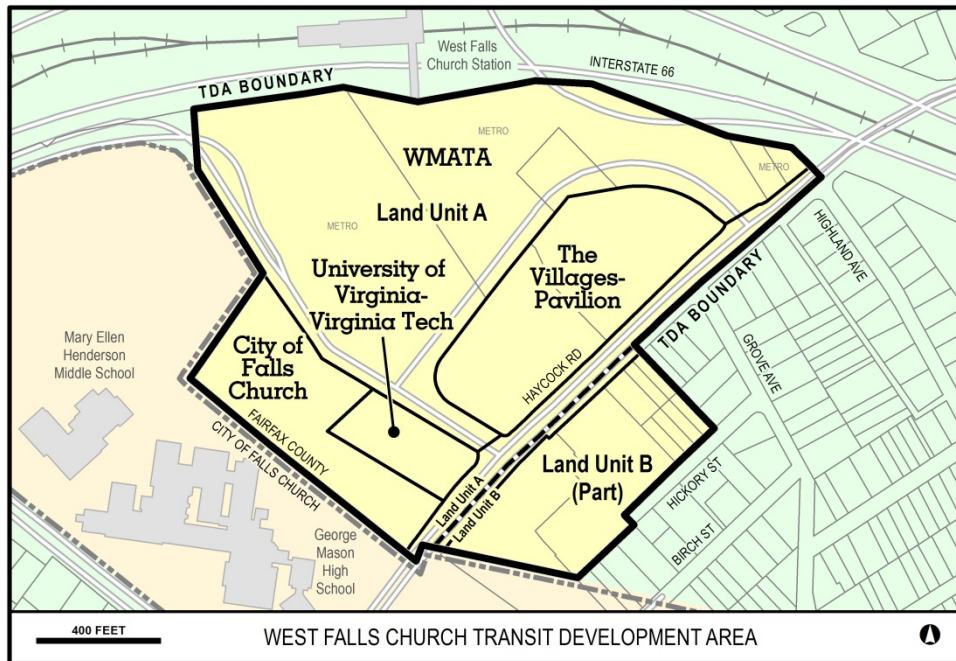 West Falls
Church Station
INTERSTATE 66
TDA BOUNDARY
METRO
WMATA
METRO
Land Unit A
METRO
HIGHLAND AVE
The
Villages-
Pavilion
University of
Virginia-
Virginia Tech
TDA BOUNDARY
Mary Ellen
Henderson
Middle School
City of
Falls
Church
HAYCOCK RD
GROVE AVE
FAIRFAX COUNTY
CITY OF FALLS CHURCH
Land Unit A
Land Unit B
Land Unit B
(Part)
HICKORY ST
BIRCH ST
George
Mason
High
School
400 FEET
WEST FALLS CHURCH TRANSIT DEVELOPMENT AREA